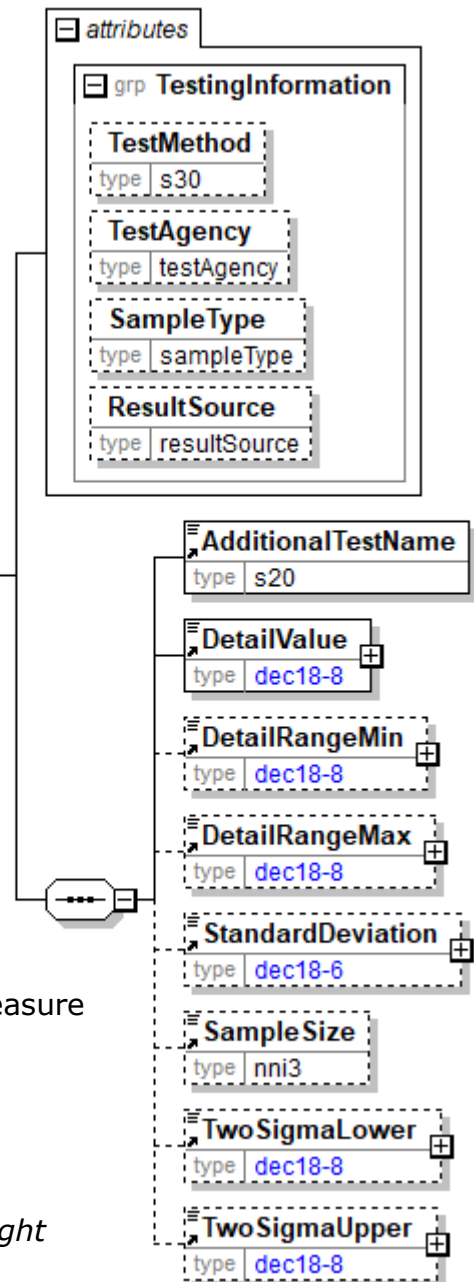 attributes
grp TestingInformation
TestMethod
type s30
TestAgency
type testAgency
SampleType
type sampleType
ResultSource
type resultSource
AdditionalTestName
type s20
DetailValue
type dec18-8
DetailRangeMin
type dec18-8
DetailRangeMax
type dec18-8
StandardDeviation
type dec18-6
easure
SampleSize
type nni3
TwoSigmaLower
type dec18-8
ght
TwoSigmaUpper
type dec18-8